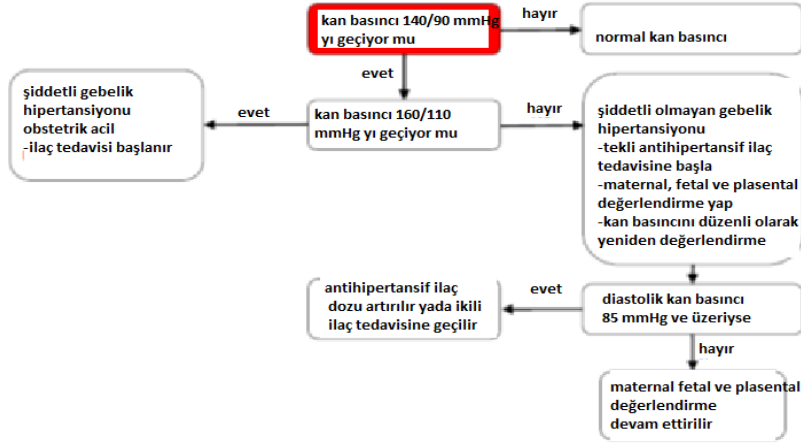 kan basıncı 140/90 mmHg
yı geçiyor mu
hayır
normal kan basıncı
evet
şiddetli gebelik
hipertansiyonu
obstetrik acil
-ilaç tedavisi başlanır
evet
kan basıncı 160/110
mmHg yı geçiyor mu
hayır
şiddetli olmayan gebelik
hipertansiyonu
-tekli antihipertansif ilaç
tedavisine başla
-maternal, fetal ve plasental
değerlendirme yap
-kan basıncını düzenli olarak
yeniden değerlendirme
antihipertansif ilaç
dozu artırılır yada ikili
ilaç tedavisine geçilir
evet
diastolik kan basıncı
85 mmHg ve üzeriyse
hayır
maternal fetal ve plasental
değerlendirme
devam ettirilir